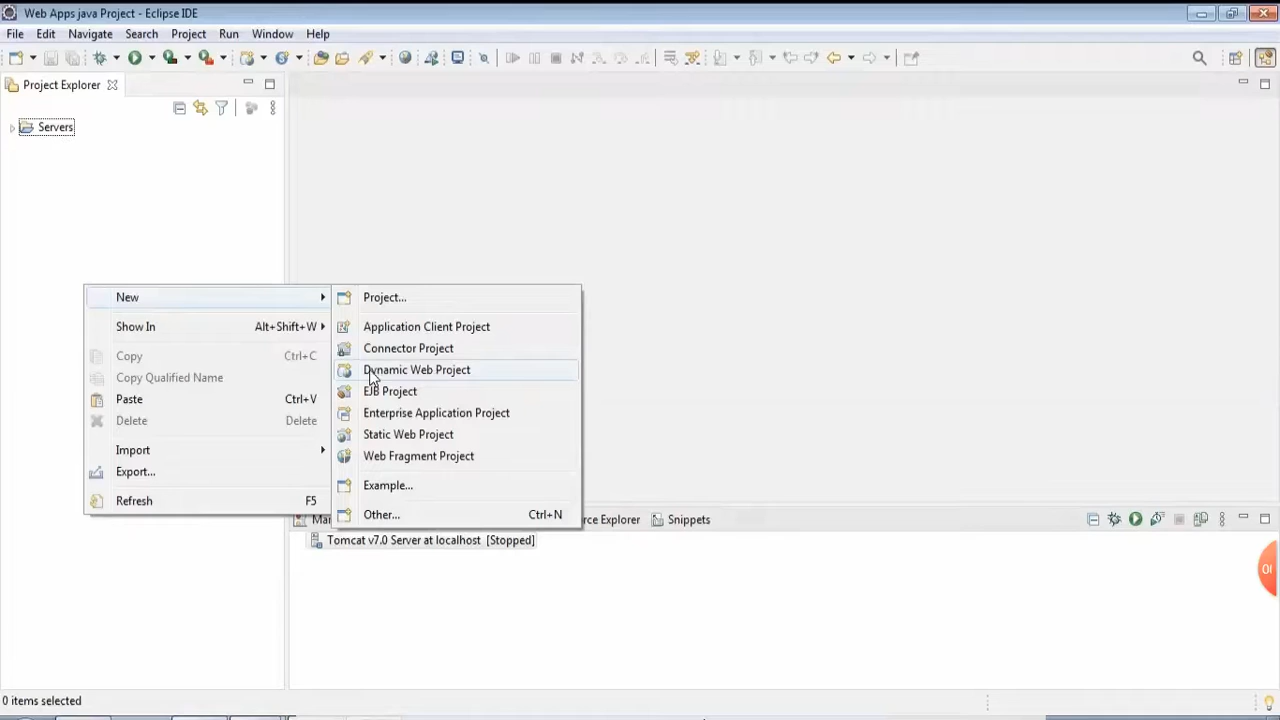 Web Apps java Project - Eclipse IDE
File Edit Navigate Search Project Run Window Help
Project Explorer
Servers
New
Show In Alt+Shift+W
Copy Ctrl+C
Copy Qualified Name
Paste Ctrl+V
Delete Delete
Import
Export...
Refresh F5
Project...
Application Client Project
Connector Project
Dynamic Web Project
EJB Project
Enterprise Application Project
Static Web Project
Web Fragment Project
Example...
Other... Ctrl+N
Explorer Snippets
Tomcat v7.0 Server at localhost [Stopped]
0 items selected